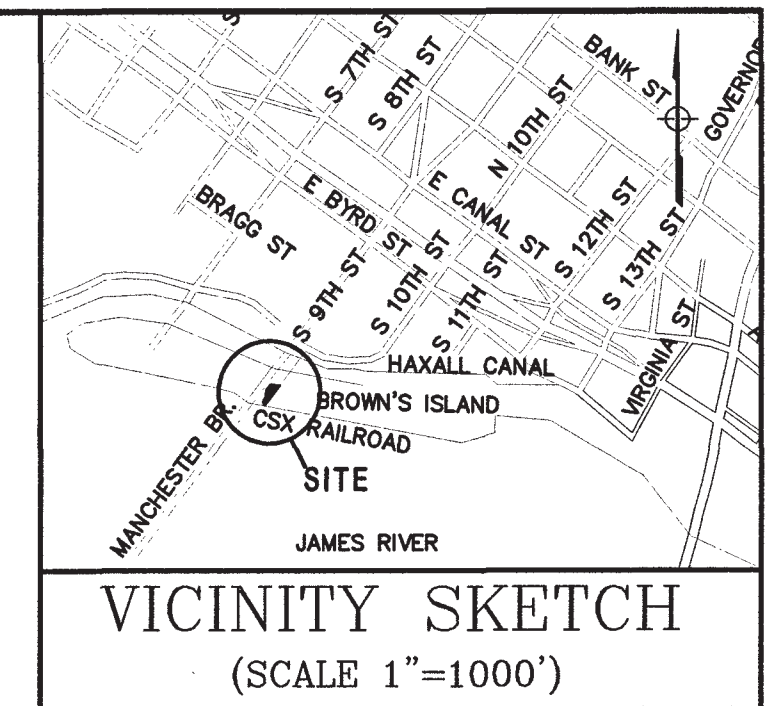 S
S 7TH ST
S 8TH ST
BANK ST
GOVERNOR
N 10TH ST
BRAGG ST
E BYRD ST
E CANAL ST
S 12TH ST
S 13TH ST
S 9TH ST
S 10TH ST
S 11TH ST
VIRGINIA ST
HAXALL CANAL
BROWN'S ISLAND
CSX RAILROAD
MANCHESTER BR.
SITE
JAMES RIVER
VICINITY SKETCH
(SCALE 1"=1000')